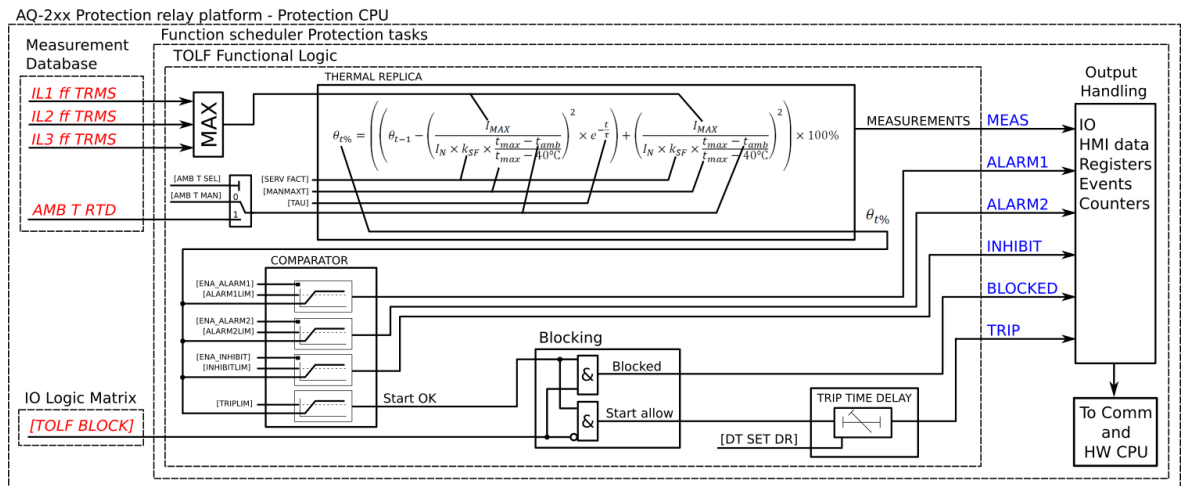 AQ-2xx Protection relay platform - Protection CPU
Function scheduler Protection tasks
Measurement
Database
TOLF Functional Logic
IL1 ff TRMS
IL2 ff TRMS
IL3 ff TRMS
MAX
THERMAL REPLICA
θt% = (((θt−1 − (IMAX / (IN × kSF × (tmax − tamb)/(tmax − 40°C)))^2 × e^(−t/τ)) + (IMAX / (IN × kSF × (tmax − tamb)/(tmax − 40°C)))^2) × 100%
[SERV FACT]
[MANMAXT]
[TAU]
[AMB T SEL]
[AMB T MAN]
0
1
AMB T RTD
θt%
MEASUREMENTS
MEAS
ALARM1
ALARM2
INHIBIT
BLOCKED
TRIP
Output
Handling
IO
HMI data
Registers
Events
Counters
COMPARATOR
[ENA_ALARM1]
[ALARM1LIM]
[ENA_ALARM2]
[ALARM2LIM]
[ENA_INHIBIT]
[INHIBITLIM]
[TRIPLIM]
Start OK
Blocking
&
Blocked
&
Start allow
TRIP TIME DELAY
[DT SET DR]
IO Logic Matrix
[TOLF BLOCK]
To Comm
and
HW CPU